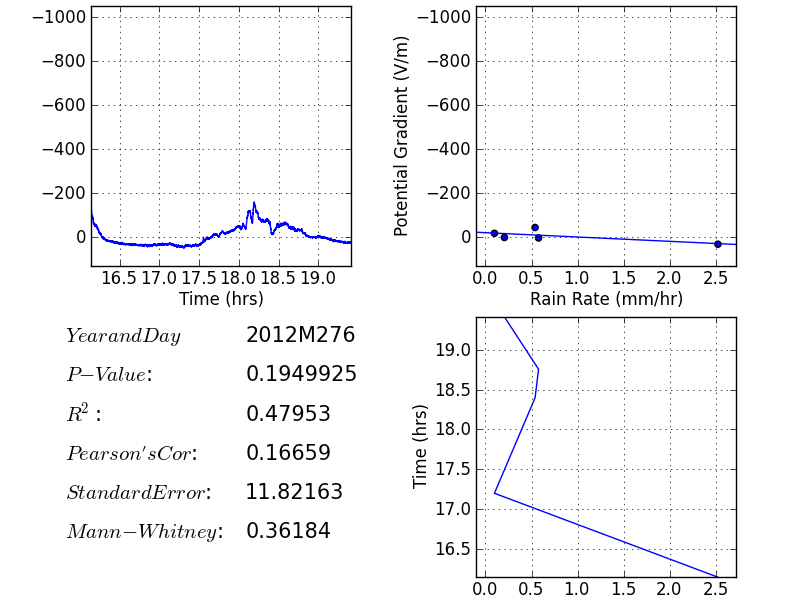 −1000
−800
−600
−400
−200
0
16.5 17.0 17.5 18.0 18.5 19.0
Time (hrs)
Potential Gradient (V/m)
−1000
−800
−600
−400
−200
0
0.0 0.5 1.0 1.5 2.0 2.5
Rain Rate (mm/hr)
YearandDay 2012M276
P−Value: 0.1949925
R² : 0.47953
Pearson'sCor: 0.16659
StandardError: 11.82163
Mann−Whitney: 0.36184
Time (hrs)
19.0
18.5
18.0
17.5
17.0
16.5
0.0 0.5 1.0 1.5 2.0 2.5